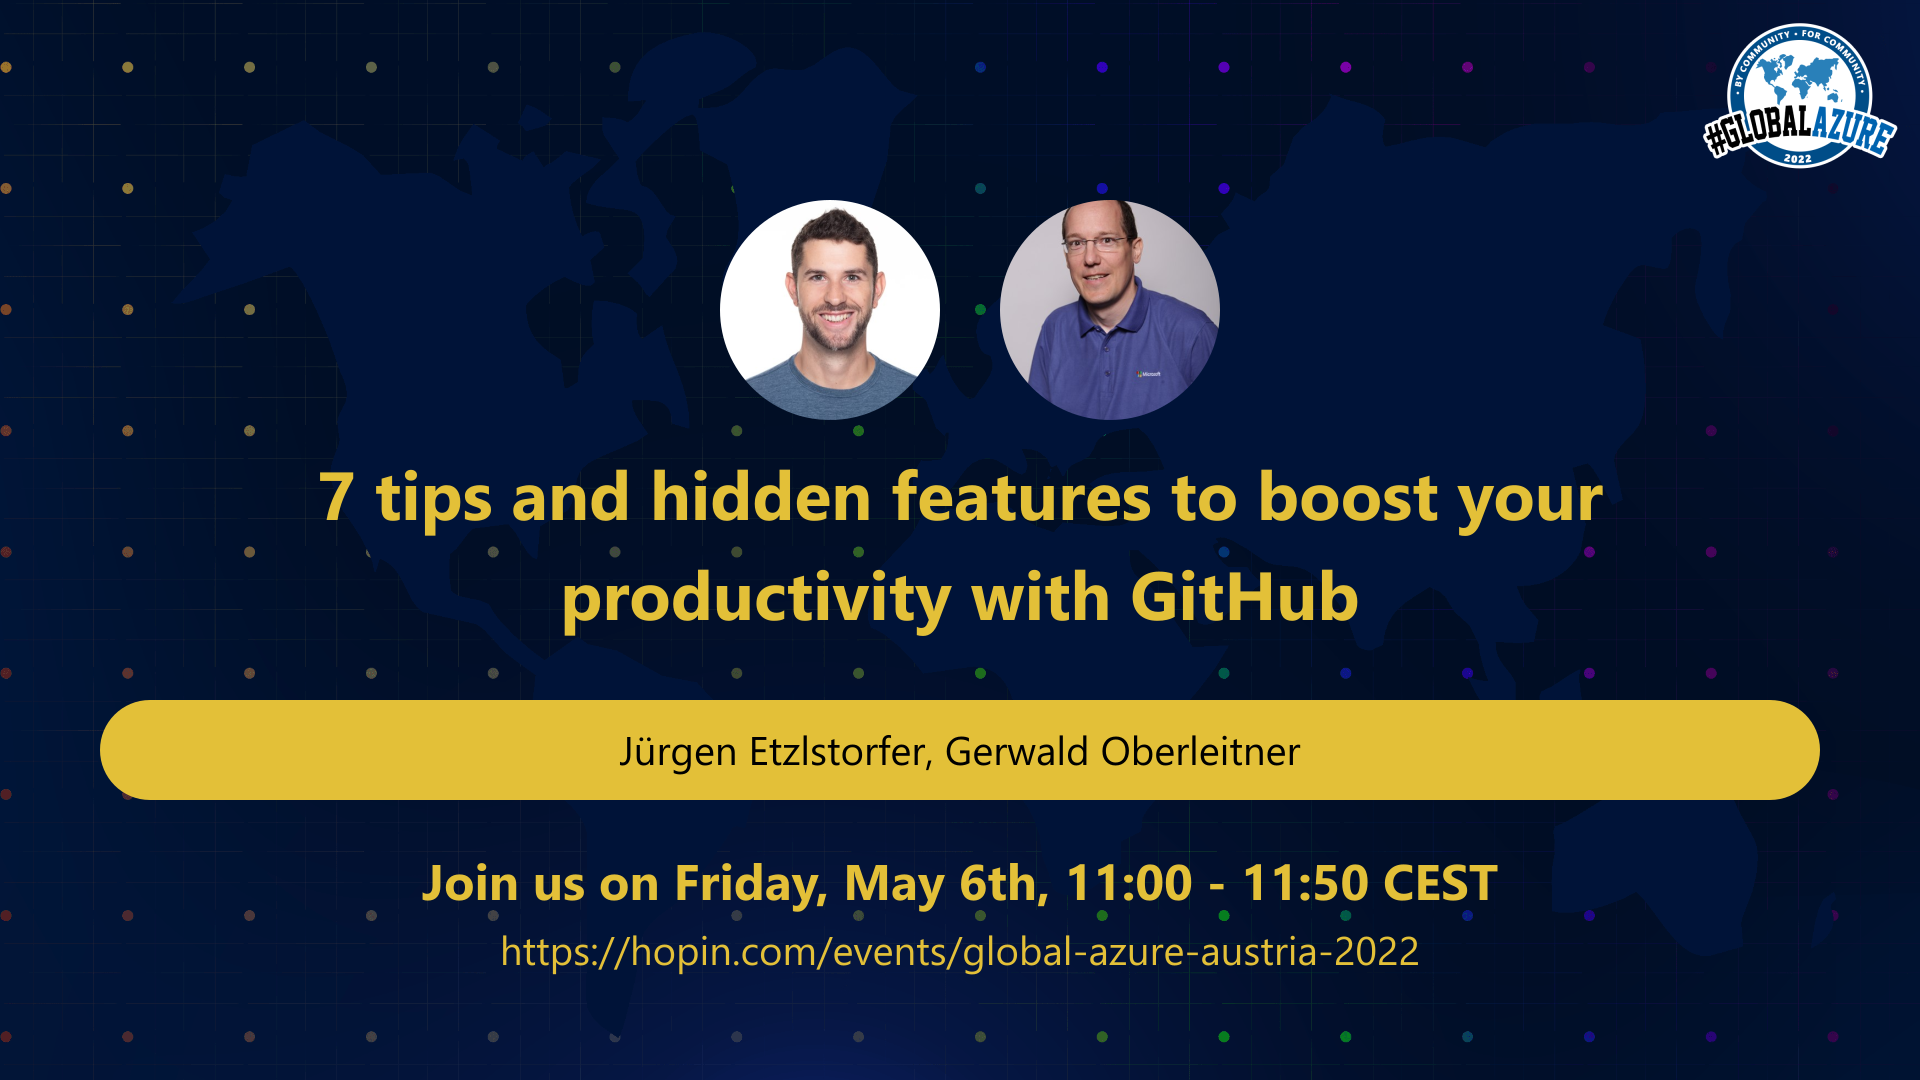 • BY COMMUNITY • FOR COMMUNITY •
#GLOBALAZURE
2022
Microsoft
7 tips and hidden features to boost your
productivity with GitHub
Jürgen Etzlstorfer, Gerwald Oberleitner
Join us on Friday, May 6th, 11:00 - 11:50 CEST
https://hopin.com/events/global-azure-austria-2022